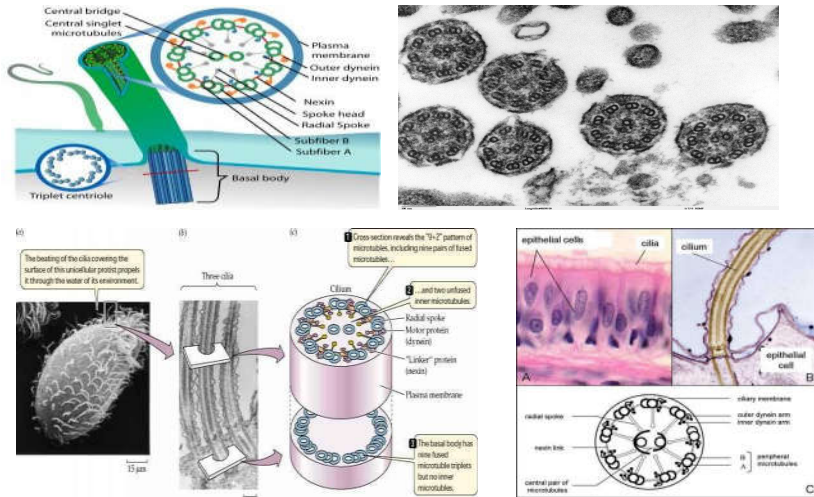 Central bridge
Central singlet
microtubules
Plasma
membrane
Outer dynein
Inner dynein
Nexin
Spoke head
Radial Spoke
Subfiber B
Subfiber A
Basal body
Triplet centriole
(b)
(c)
The beating of the cilia covering the
surface of this unicellular protist propels
it through the water of its environment.
15 µm
Three cilia
1 Cross-section reveals the "9+2" pattern of
microtubules, including nine pairs of fused
microtubules…
Cilium
2 …and two unfused
inner microtubules.
Radial spoke
Motor protein
(dynein)
"Linker" protein
(nexin)
Plasma membrane
3 The basal body has
nine fused
microtubule triplets
but no inner
microtubules.
epithelial cells
cilia
A
cilium
epithelial
cell
B
radial spoke
nexin link
central pair of
microtubules
ciliary membrane
outer dynein arm
inner dynein arm
B
A
peripheral
microtubules
C